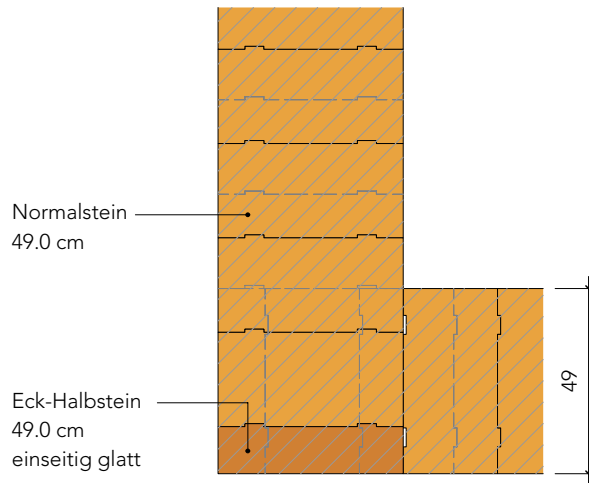 Normalstein
49.0 cm
Eck-Halbstein
49.0 cm
einseitig glatt
49